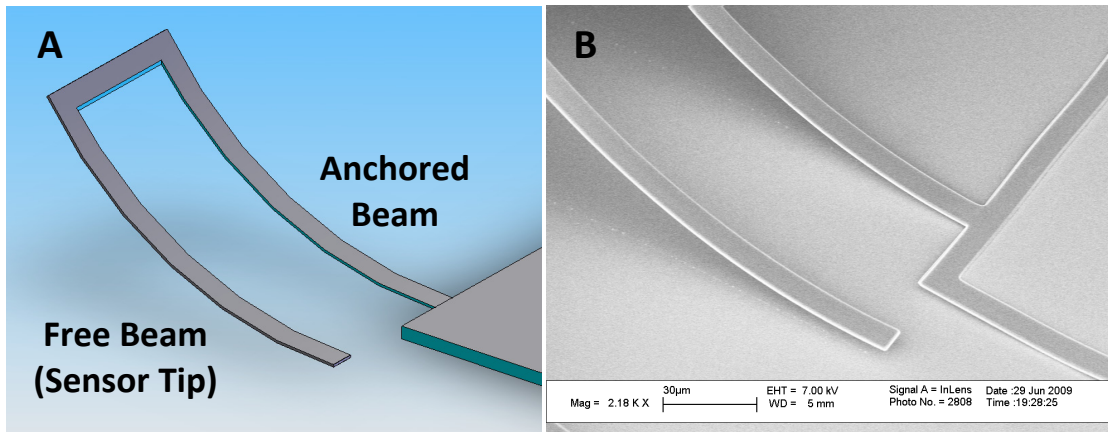 A
Anchored
Beam
Free Beam
(Sensor Tip)
B
Mag = 2.18 K X
30µm
EHT = 7.00 kV
WD = 5 mm
Signal A = InLens
Photo No. = 2808
Date :29 Jun 2009
Time :19:28:25